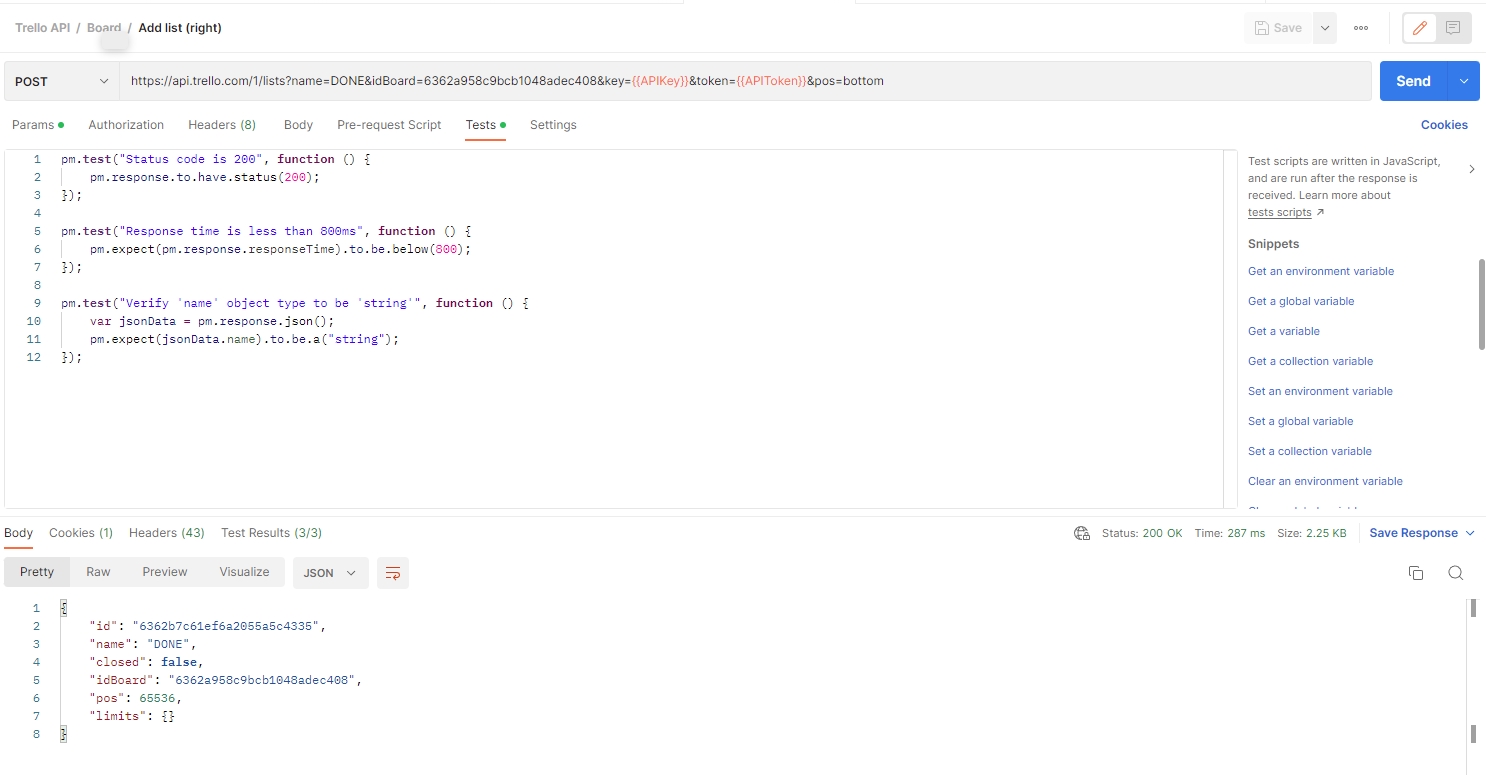 Trello API / Board / Add list (right)
Save
POST
https://api.trello.com/1/lists?name=DONE&idBoard=6362a958c9bcb1048adec408&key={{APIKey}}&token={{APIToken}}&pos=bottom
Send
Params
Authorization
Headers (8)
Body
Pre-request Script
Tests
Settings
Cookies
1 pm.test("Status code is 200", function () {
2 pm.response.to.have.status(200);
3 });
4
5 pm.test("Response time is less than 800ms", function () {
6 pm.expect(pm.response.responseTime).to.be.below(800);
7 });
8
9 pm.test("Verify 'name' object type to be 'string'", function () {
10 var jsonData = pm.response.json();
11 pm.expect(jsonData.name).to.be.a("string");
12 });
Test scripts are written in JavaScript,
and are run after the response is
received. Learn more about
tests scripts ↗
Snippets
Get an environment variable
Get a global variable
Get a variable
Get a collection variable
Set an environment variable
Set a global variable
Set a collection variable
Clear an environment variable
Body
Cookies (1)
Headers (43)
Test Results (3/3)
Status: 200 OK
Time: 287 ms
Size: 2.25 KB
Save Response
Pretty
Raw
Preview
Visualize
JSON
1 {
2 "id": "6362b7c61ef6a2055a5c4335",
3 "name": "DONE",
4 "closed": false,
5 "idBoard": "6362a958c9bcb1048adec408",
6 "pos": 65536,
7 "limits": {}
8 }